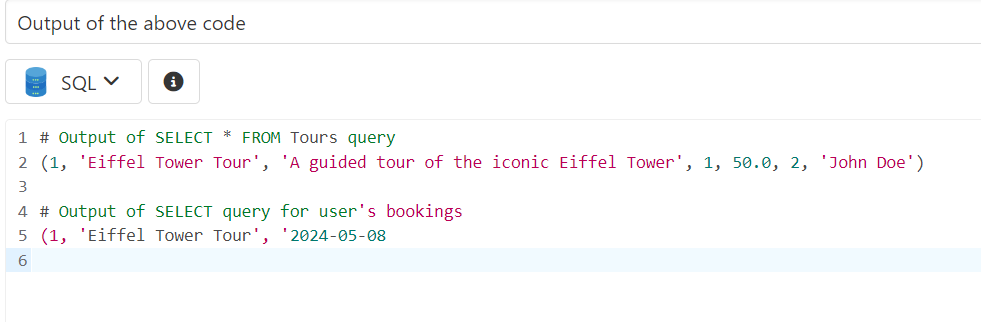 Output of the above code
SQL
1 # Output of SELECT * FROM Tours query
2 (1, 'Eiffel Tower Tour', 'A guided tour of the iconic Eiffel Tower', 1, 50.0, 2, 'John Doe')
3
4 # Output of SELECT query for user's bookings
5 (1, 'Eiffel Tower Tour', '2024-05-08
6